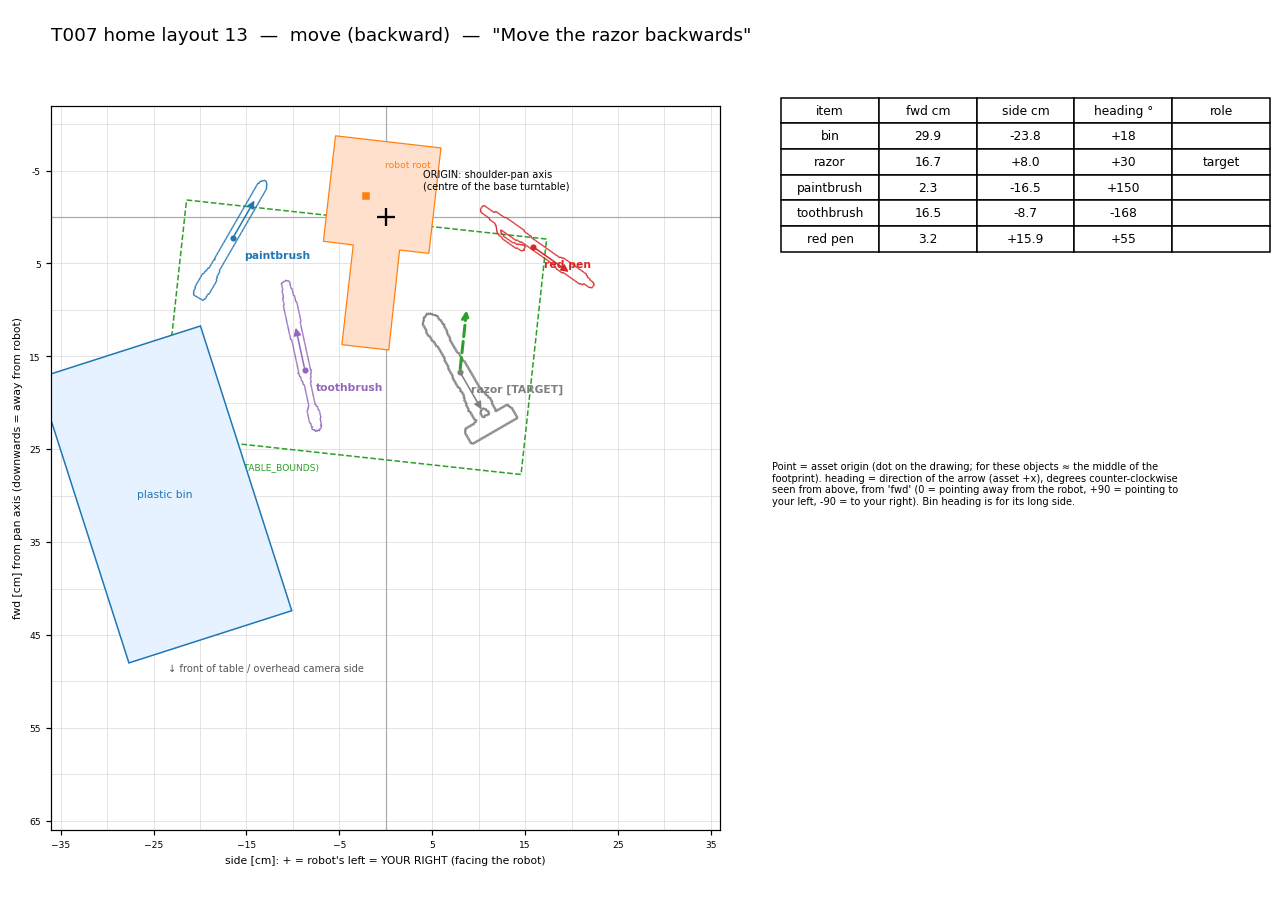 T007 home layout 13 — move (backward) — "Move the razor backwards"
item fwd cm side cm heading ° role
bin 29.9 -23.8 +18
razor 16.7 +8.0 +30 target
paintbrush 2.3 -16.5 +150
toothbrush 16.5 -8.7 -168
red pen 3.2 +15.9 +55
robot root
ORIGIN: shoulder-pan axis
(centre of the base turntable)
paintbrush
red pen
toothbrush
razor [TARGET]
TABLE_BOUNDS)
plastic bin
↓ front of table / overhead camera side
-5
5
15
25
35
45
55
65
fwd [cm] from pan axis (downwards = away from robot)
−35 −25 −15 −5 5 15 25 35
side [cm]: + = robot's left = YOUR RIGHT (facing the robot)
Point = asset origin (dot on the drawing; for these objects ≈ the middle of the
footprint). heading = direction of the arrow (asset +x), degrees counter-clockwise
seen from above, from 'fwd' (0 = pointing away from the robot, +90 = pointing to
your left, -90 = to your right). Bin heading is for its long side.